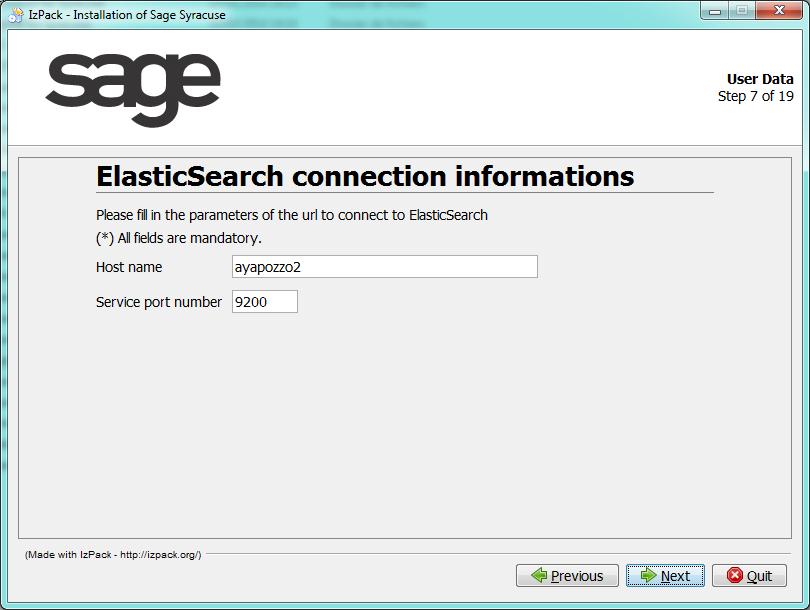 IzPack - Installation of Sage Syracuse
sage
User Data
Step 7 of 19
ElasticSearch connection informations
Please fill in the parameters of the url to connect to ElasticSearch
(*) All fields are mandatory.
Host name ayapozzo2
Service port number 9200
(Made with IzPack - http://izpack.org/)
Previous Next Quit